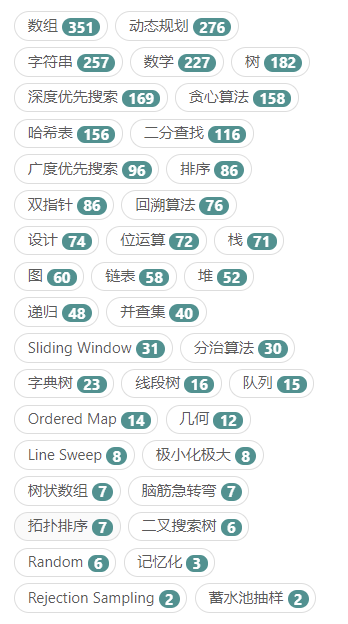 数组 351 动态规划 276
字符串 257 数学 227 树 182
深度优先搜索 169 贪心算法 158
哈希表 156 二分查找 116
广度优先搜索 96 排序 86
双指针 86 回溯算法 76
设计 74 位运算 72 栈 71
图 60 链表 58 堆 52
递归 48 并查集 40
Sliding Window 31 分治算法 30
字典树 23 线段树 16 队列 15
Ordered Map 14 几何 12
Line Sweep 8 极小化极大 8
树状数组 7 脑筋急转弯 7
拓扑排序 7 二叉搜索树 6
Random 6 记忆化 3
Rejection Sampling 2 蓄水池抽样 2